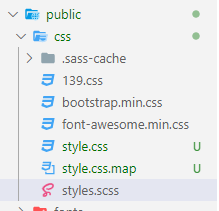 public
css
.sass-cache
139.css
bootstrap.min.css
font-awesome.min.css
style.css U
style.css.map U
styles.scss
fonts